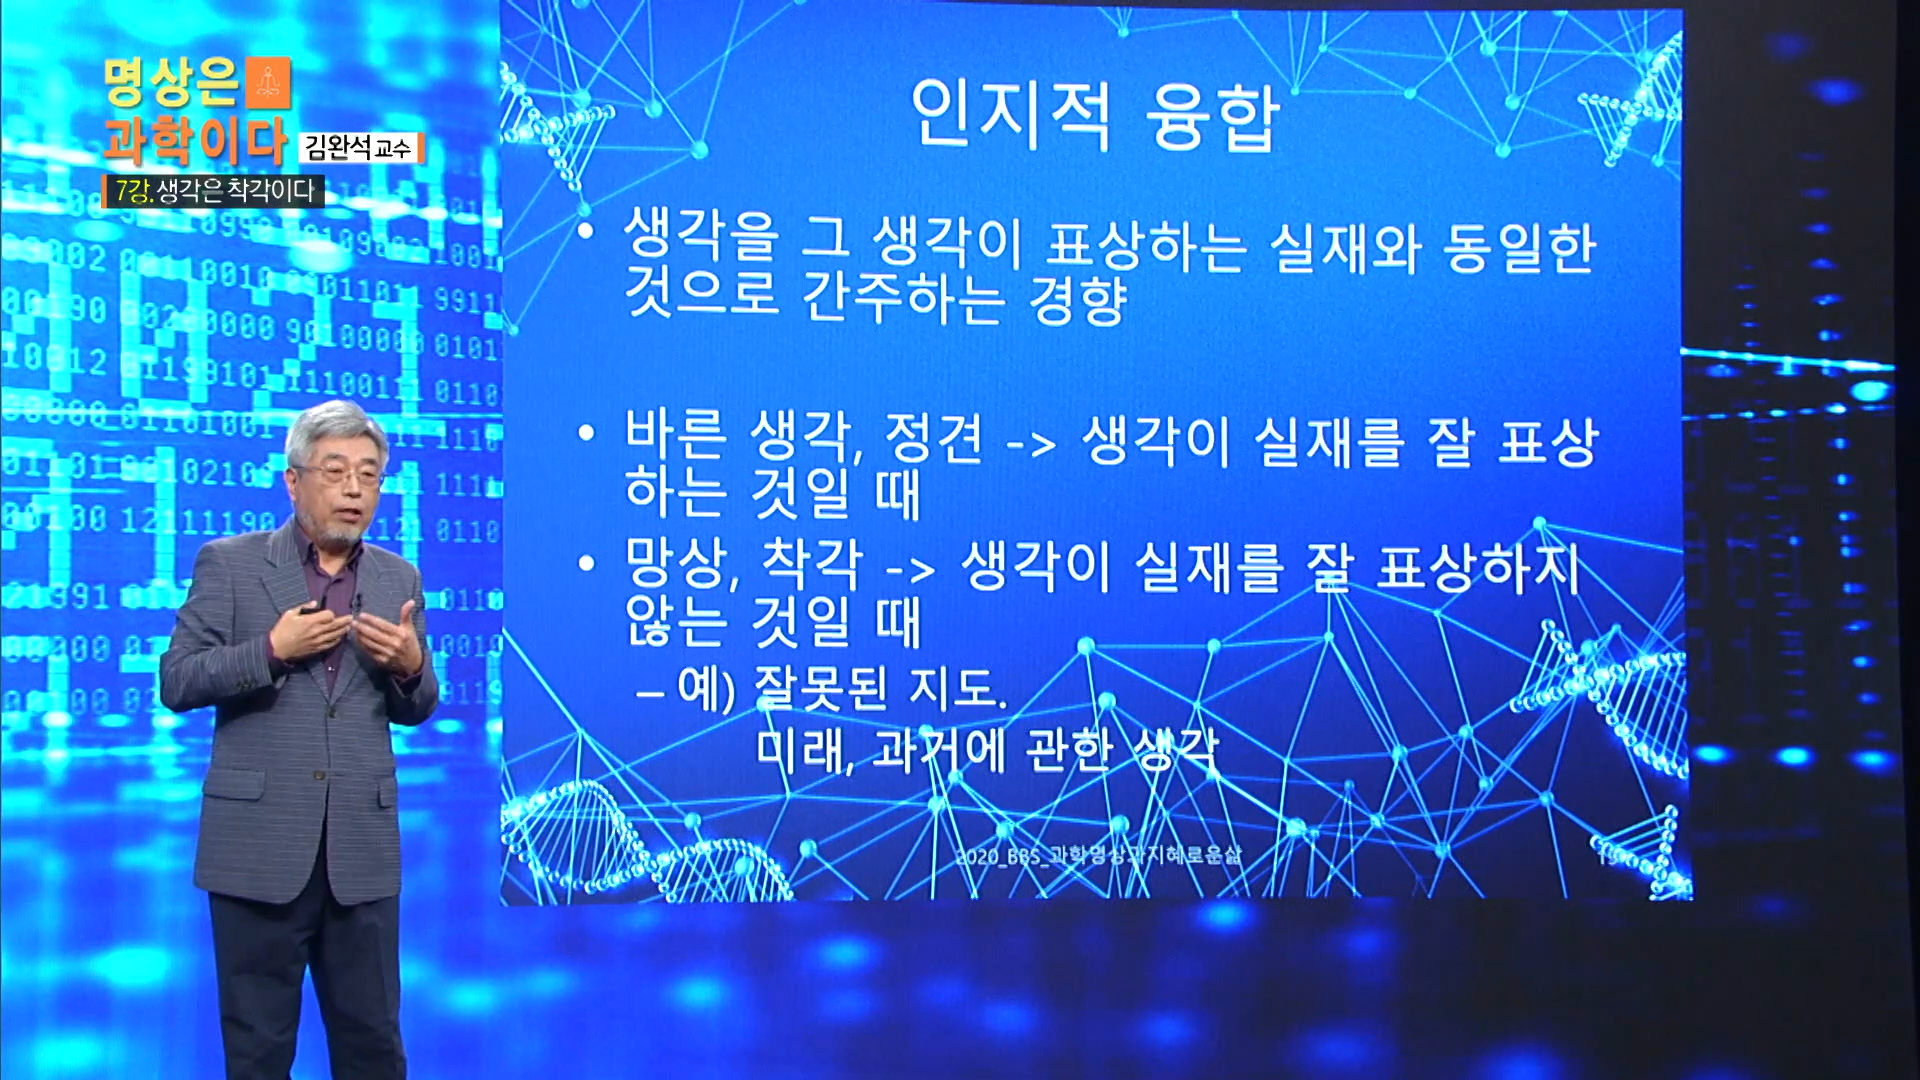 명상은
과학이다
김완석 교수
7강. 생각은 착각이다
인지적 융합
• 생각을 그 생각이 표상하는 실재와 동일한
것으로 간주하는 경향
• 바른 생각, 정견 -> 생각이 실재를 잘 표상
하는 것일 때
• 망상, 착각 -> 생각이 실재를 잘 표상하지
않는 것일 때
– 예) 잘못된 지도.
미래, 과거에 관한 생각
2020_BBS_과학명상과지혜로운삶